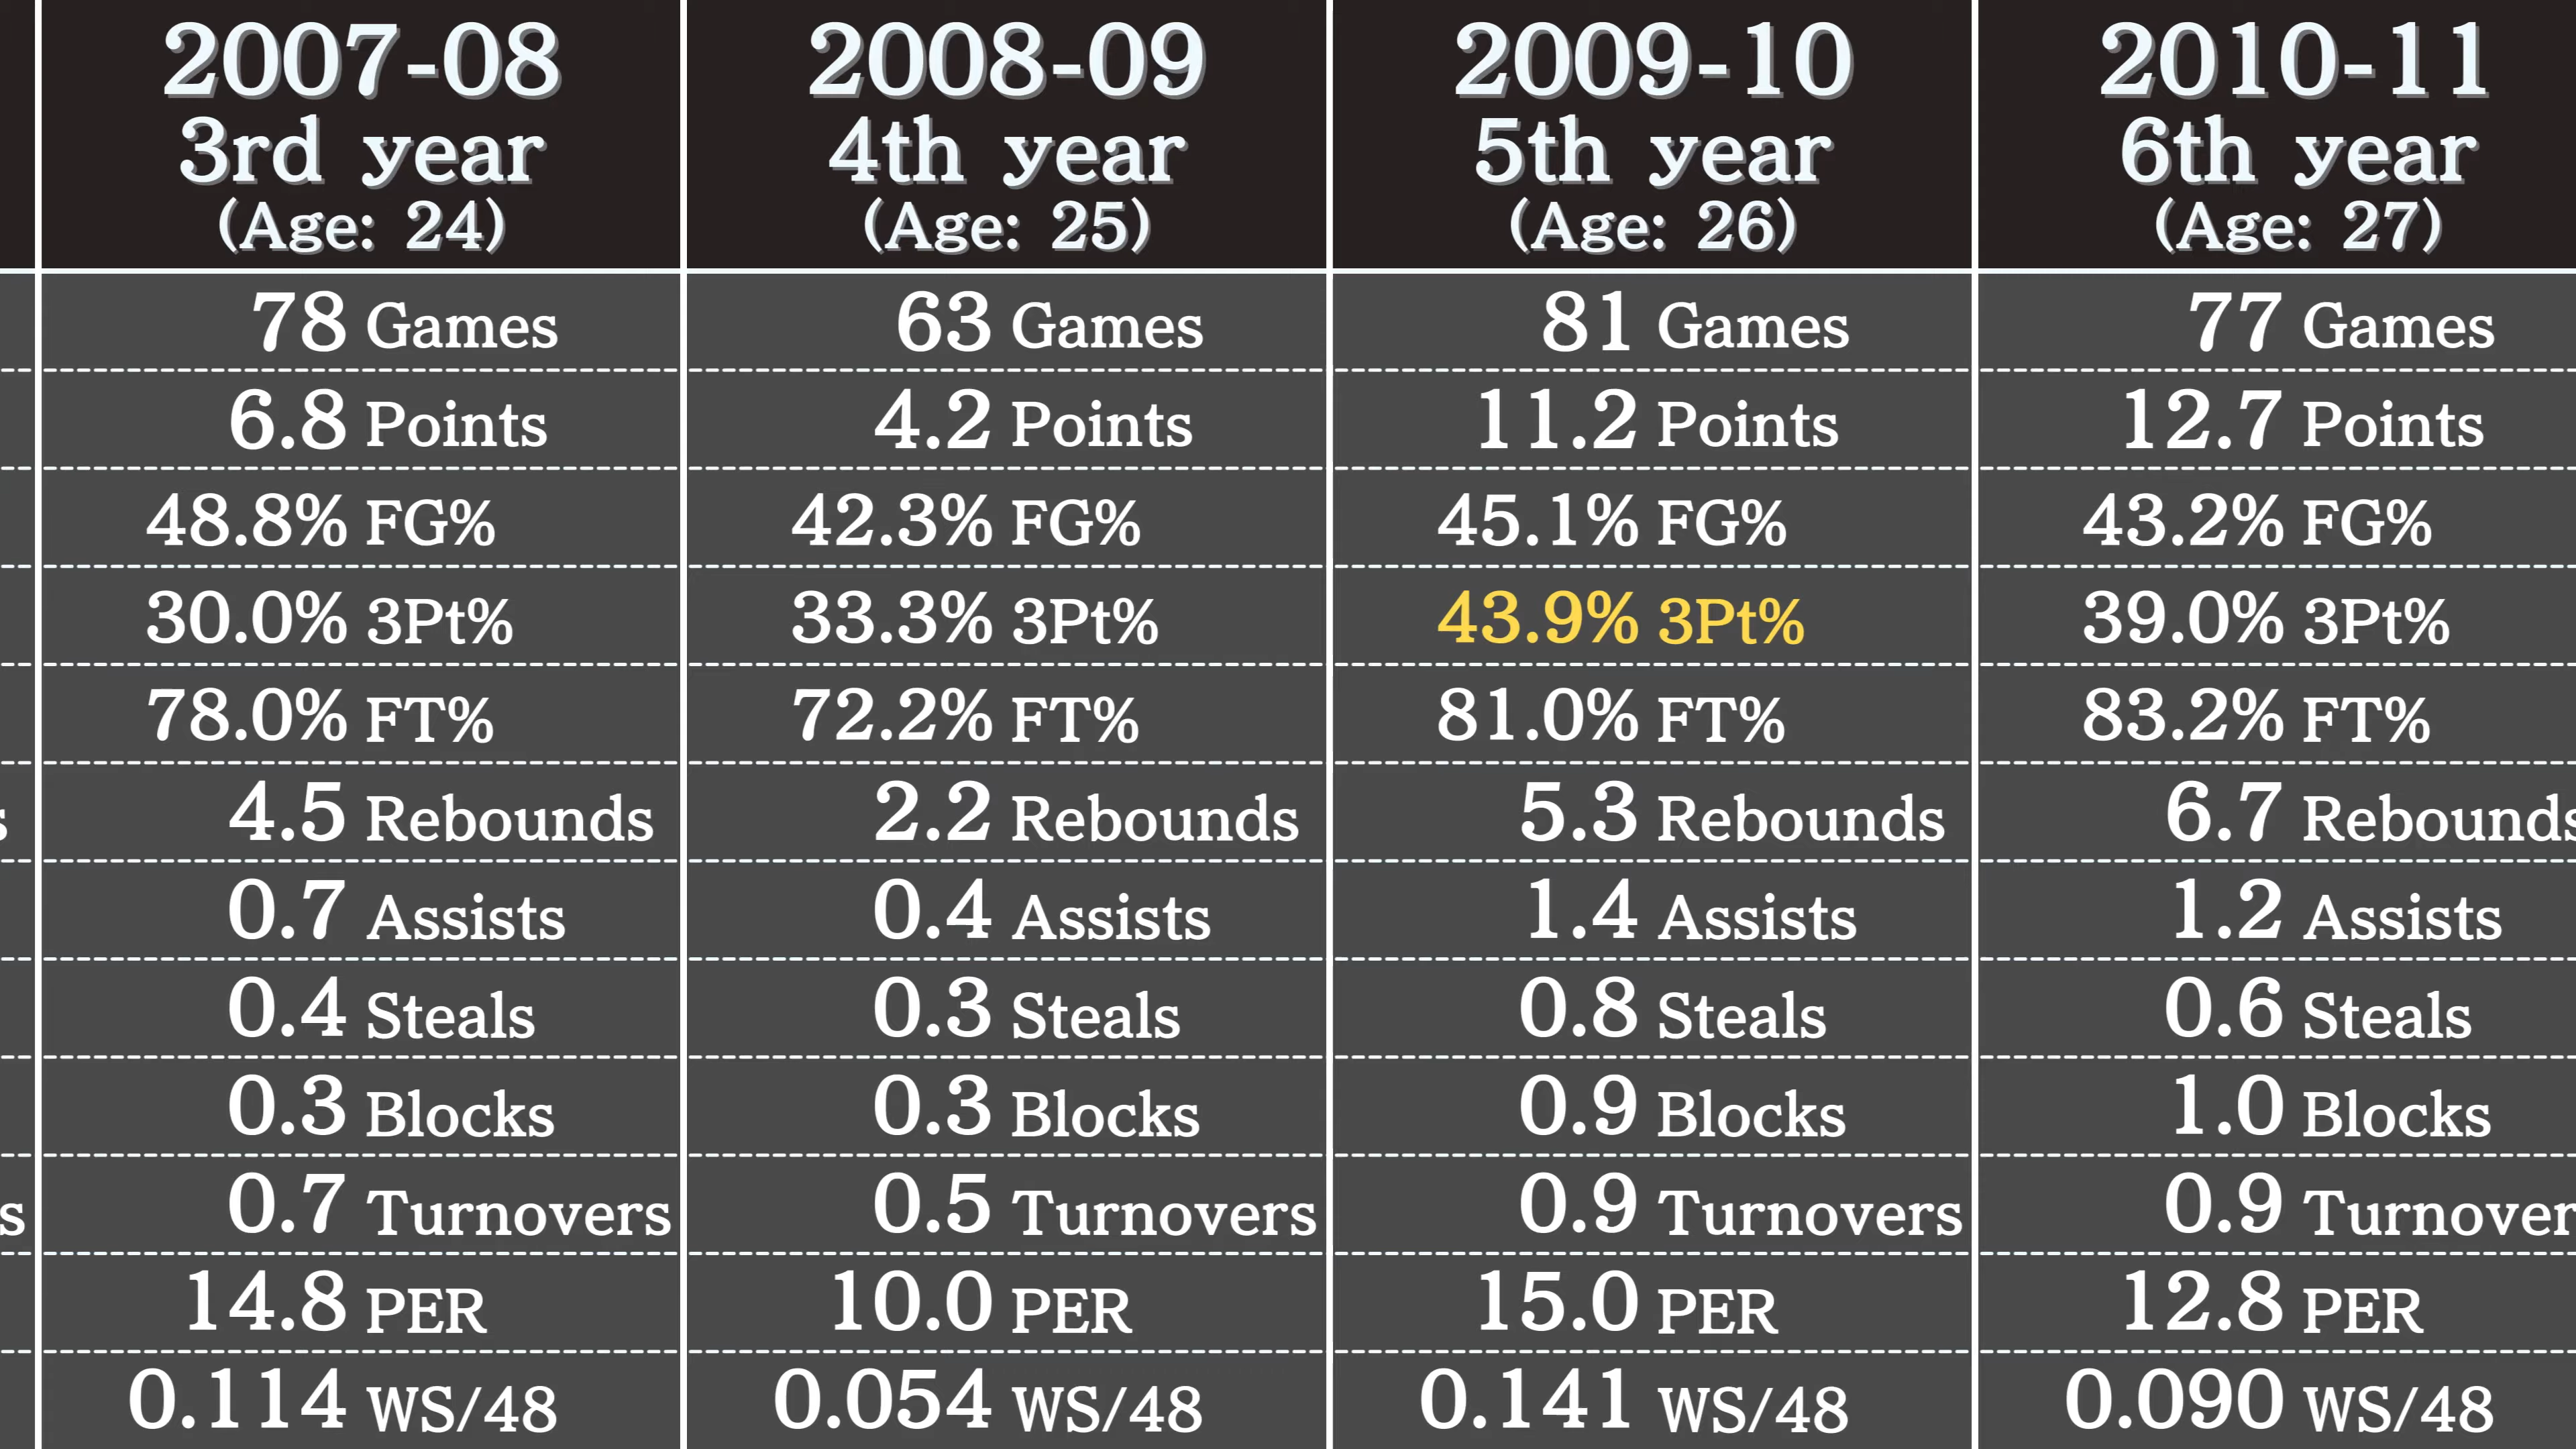 2007-08 2008-09 2009-10 2010-11
3rd year 4th year 5th year 6th year
(Age: 24) (Age: 25) (Age: 26) (Age: 27)
78 Games 63 Games 81 Games 77 Games
6.8 Points 4.2 Points 11.2 Points 12.7 Points
48.8% FG% 42.3% FG% 45.1% FG% 43.2% FG%
30.0% 3Pt% 33.3% 3Pt% 43.9% 3Pt% 39.0% 3Pt%
78.0% FT% 72.2% FT% 81.0% FT% 83.2% FT%
s 4.5 Rebounds 2.2 Rebounds 5.3 Rebounds 6.7 Rebounds
0.7 Assists 0.4 Assists 1.4 Assists 1.2 Assists
0.4 Steals 0.3 Steals 0.8 Steals 0.6 Steals
0.3 Blocks 0.3 Blocks 0.9 Blocks 1.0 Blocks
s 0.7 Turnovers 0.5 Turnovers 0.9 Turnovers 0.9 Turnover
14.8 PER 10.0 PER 15.0 PER 12.8 PER
0.114 WS/48 0.054 WS/48 0.141 WS/48 0.090 WS/48